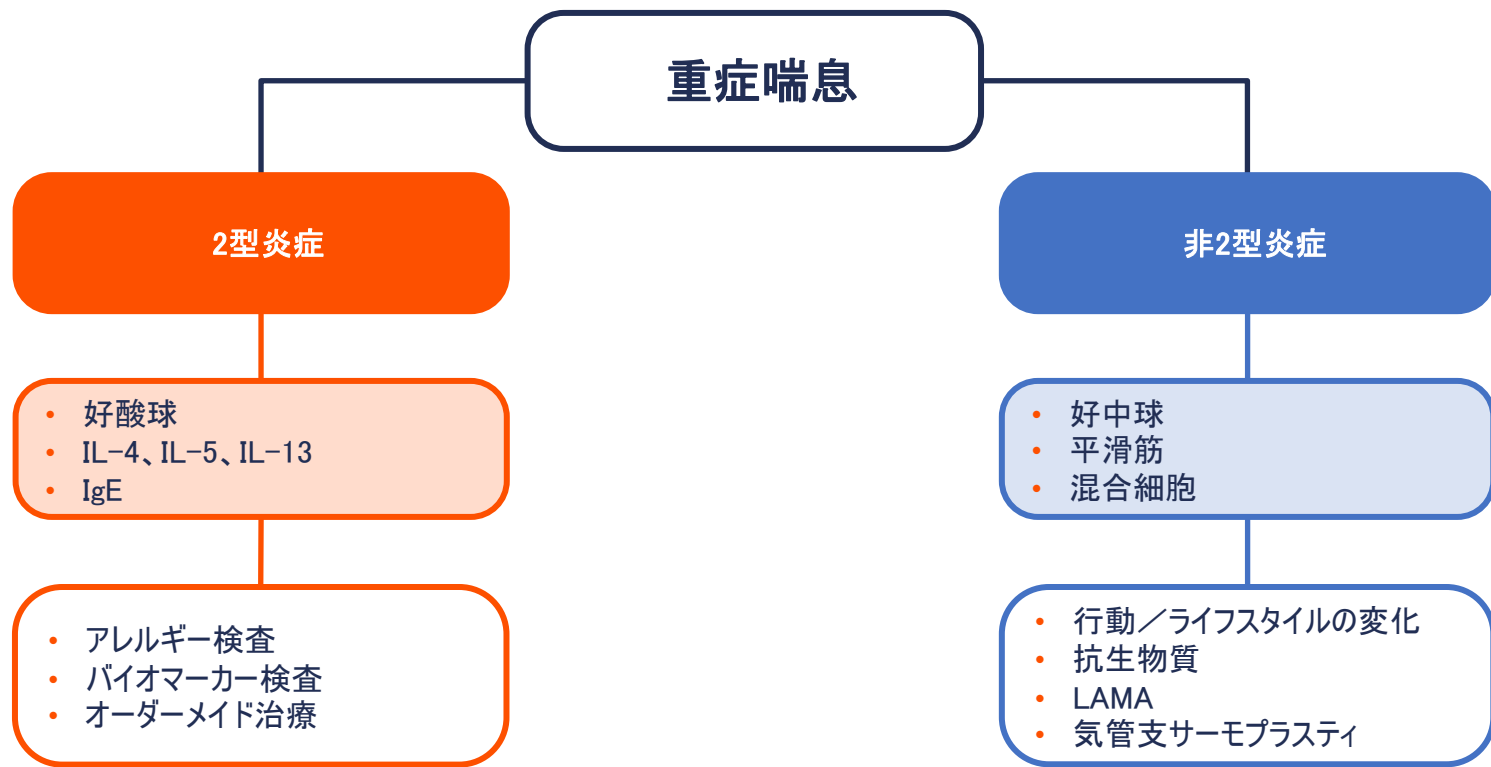 重症喘息
2型炎症
• 好酸球
• IL-4、IL-5、IL-13
• IgE
• アレルギー検査
• バイオマーカー検査
• オーダーメイド治療
非2型炎症
• 好中球
• 平滑筋
• 混合細胞
• 行動／ライフスタイルの変化
• 抗生物質
• LAMA
• 気管支サーモプラスティ